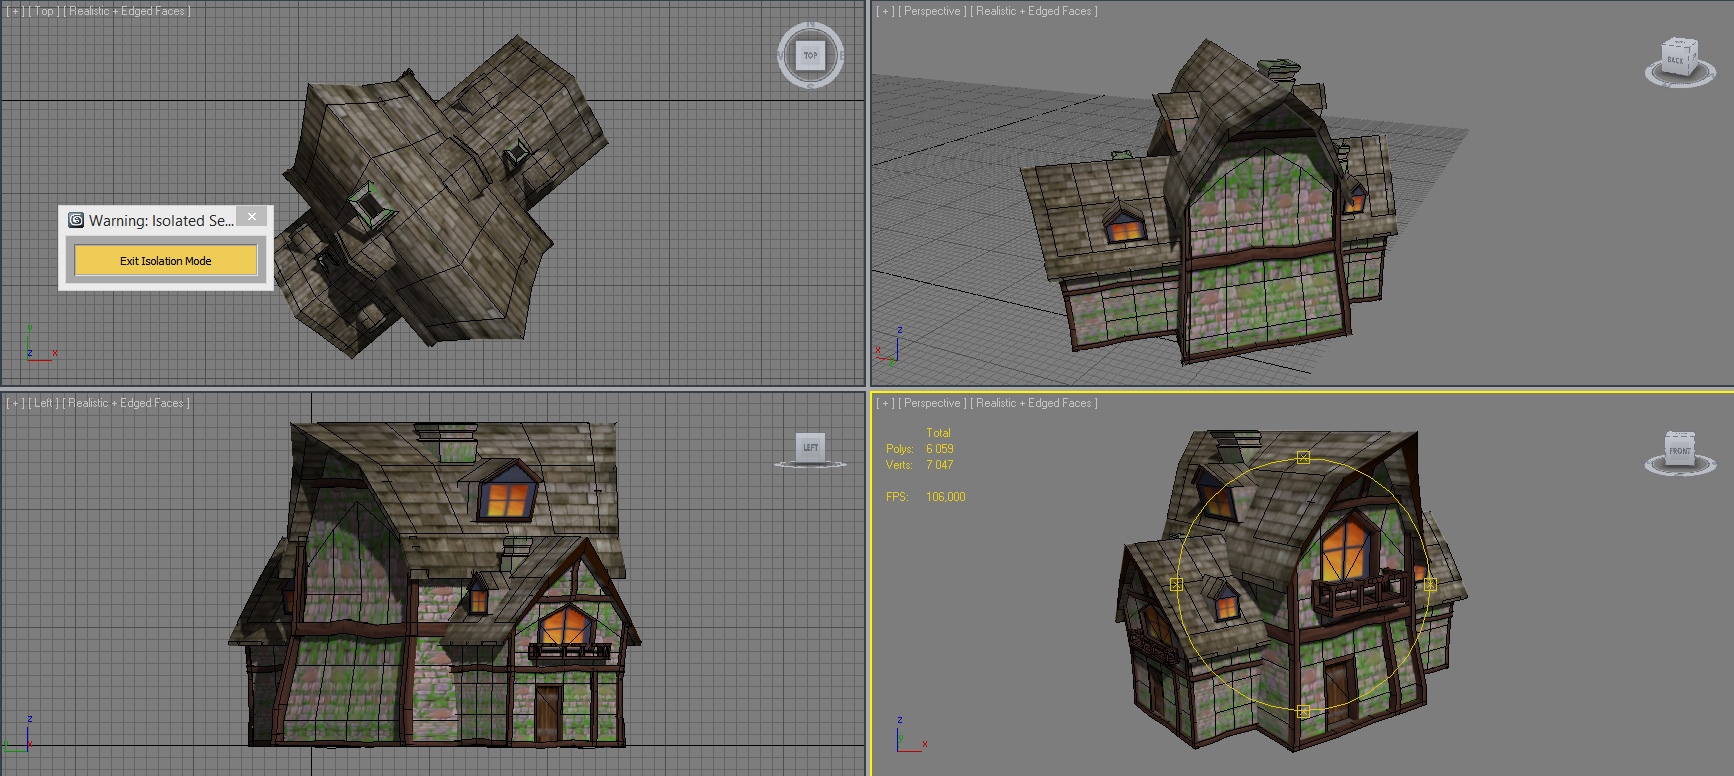 [ + ] [ Top ] [ Realistic + Edged Faces ]
N
E
S
TOP
Warning: Isolated Se...
Exit Isolation Mode
y
z
x
[ + ] [ Perspective ] [ Realistic + Edged Faces ]
BACK
z
x
[ + ] [ Left ] [ Realistic + Edged Faces ]
LEFT
z
y
x
[ + ] [ Perspective ] [ Realistic + Edged Faces ]
Total
Polys: 6 059
Verts: 7 047
FPS: 106,000
FRONT
z
y
x